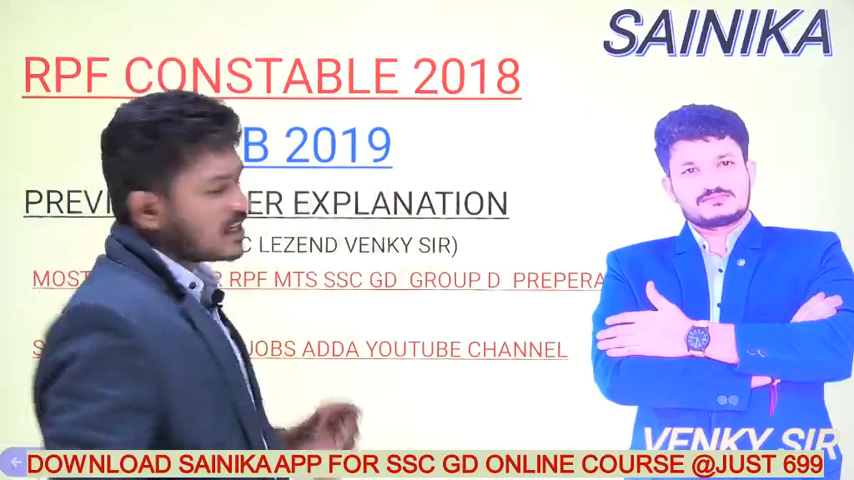 SAINIKA
RPF CONSTABLE 2018
B 2019
PREVI ER EXPLANATION
C LEZEND VENKY SIR)
MOST R RPF MTS SSC GD GROUP D PREPERA
JOBS ADDA YOUTUBE CHANNEL
VENKY SIR
DOWNLOAD SAINIKA APP FOR SSC GD ONLINE COURSE @JUST 699